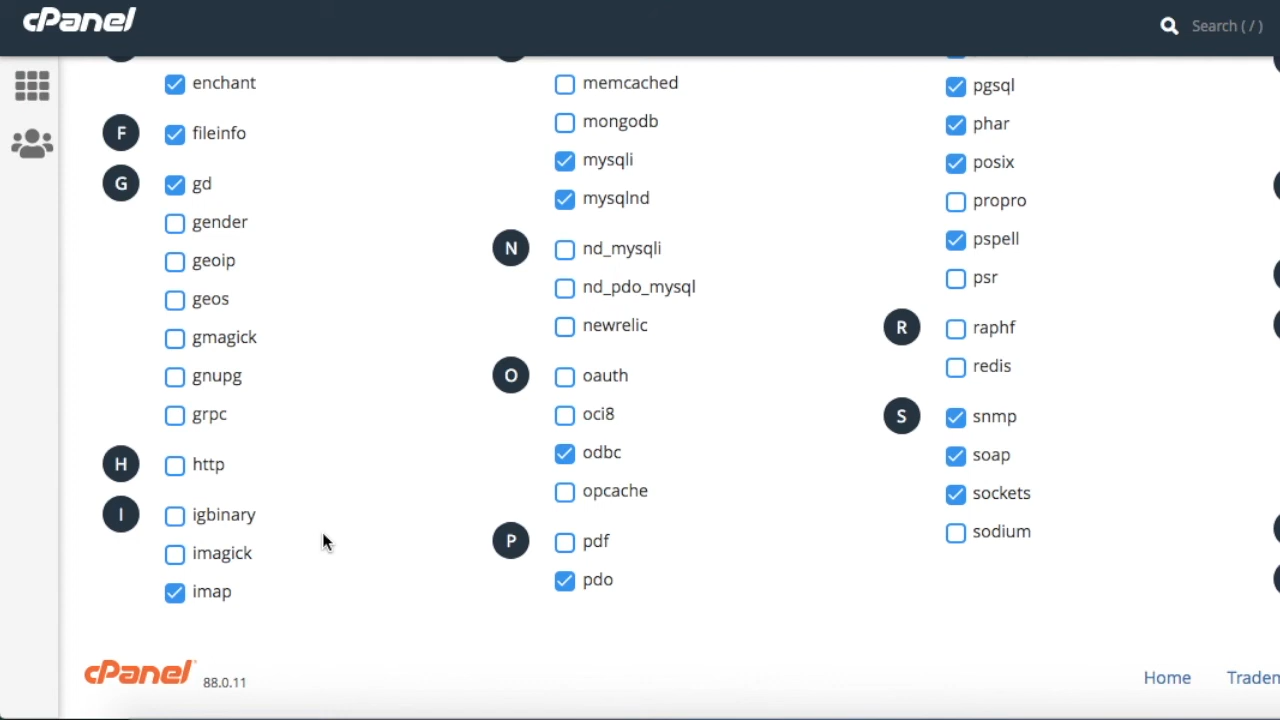 cPanel
Search ( / )
enchant
F
fileinfo
G
gd
gender
geoip
geos
gmagick
gnupg
grpc
H
http
I
igbinary
imagick
imap
memcached
mongodb
mysqli
mysqlnd
N
nd_mysqli
nd_pdo_mysql
newrelic
O
oauth
oci8
odbc
opcache
P
pdf
pdo
pgsql
phar
posix
propro
pspell
psr
R
raphf
redis
S
snmp
soap
sockets
sodium
cPanel
88.0.11
Home